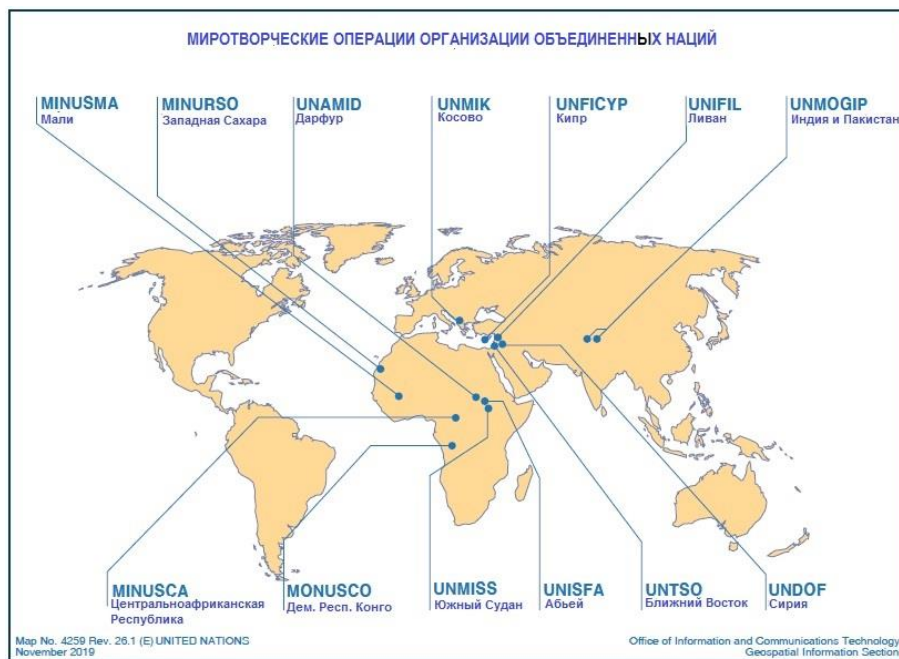 МИРОТВОРЧЕСКИЕ ОПЕРАЦИИ ОРГАНИЗАЦИИ ОБЪЕДИНЕННЫХ НАЦИЙ
MINUSMA
Мали
MINURSO
Западная Сахара
UNAMID
Дарфур
UNMIK
Косово
UNFICYP
Кипр
UNIFIL
Ливан
UNMOGIP
Индия и Пакистан
MINUSCA
Центральноафриканская
Республика
MONUSCO
Дем. Респ. Конго
UNMISS
Южный Судан
UNISFA
Абьей
UNTSO
Ближний Восток
UNDOF
Сирия
Map No. 4259 Rev. 26.1 (E) UNITED NATIONS
November 2019
Office of Information and Communications Technology
Geospatial Information Section